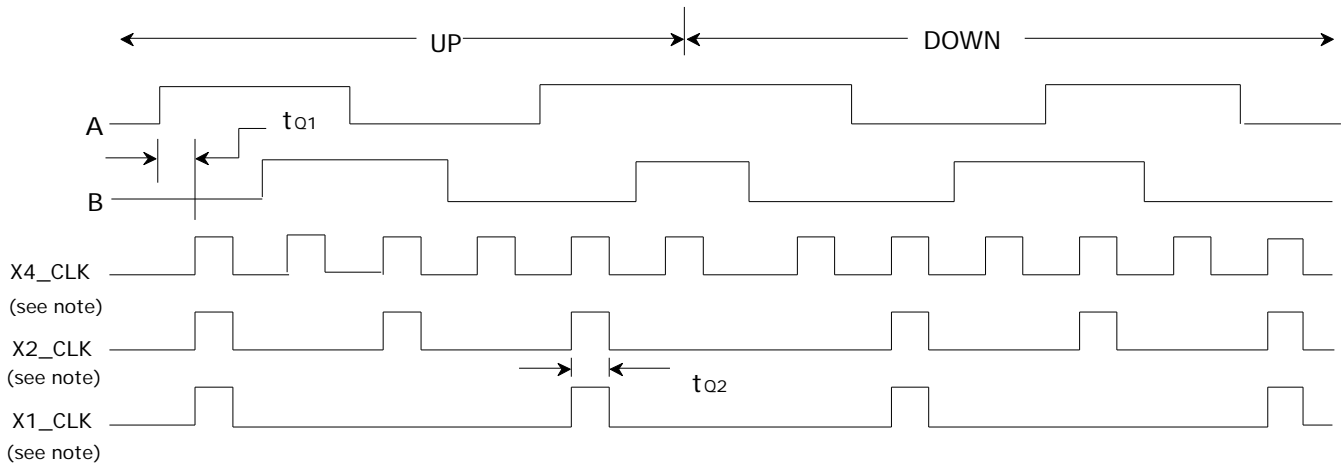 UP
DOWN
A
tQ1
B
X4_CLK
(see note)
X2_CLK
(see note)
tQ2
X1_CLK
(see note)